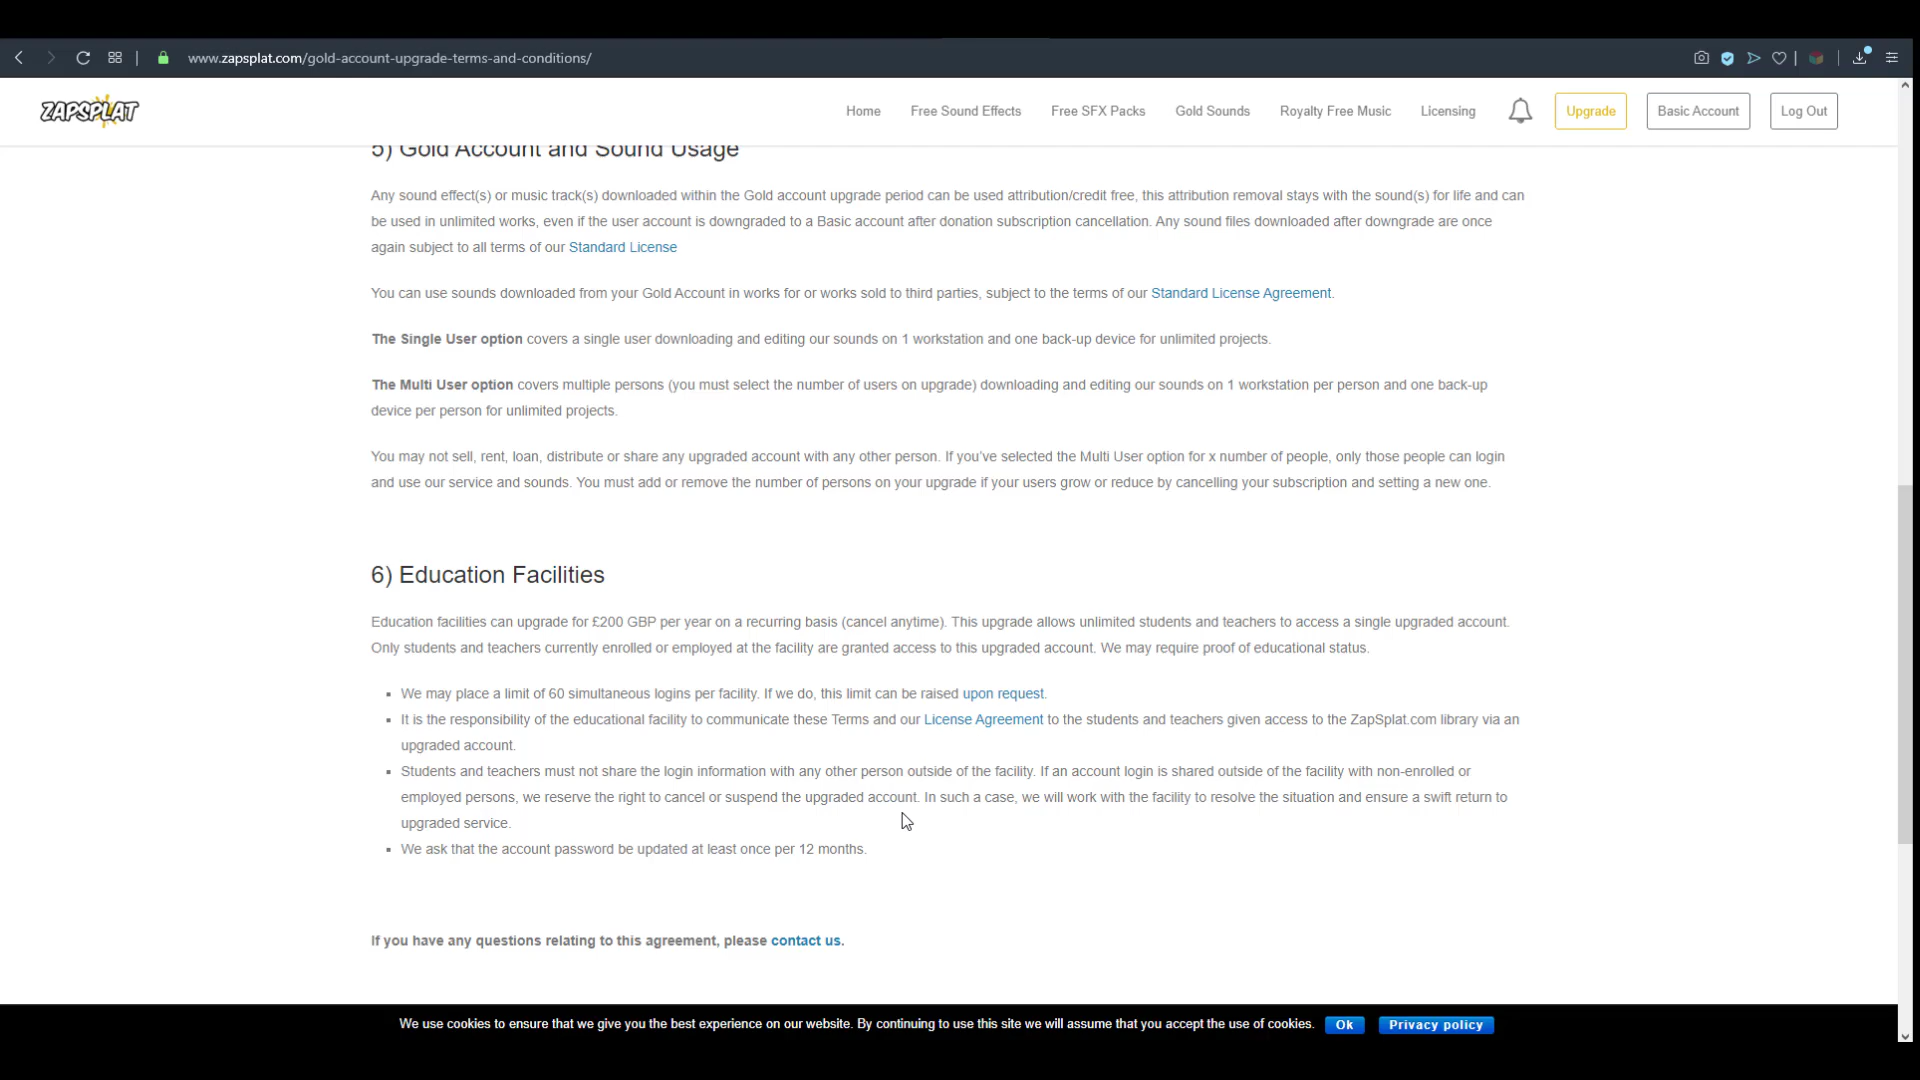 www.zapsplat.com/gold-account-upgrade-terms-and-conditions/
ZAPSPLAT
Home
Free Sound Effects
Free SFX Packs
Gold Sounds
Royalty Free Music
Licensing
Upgrade
Basic Account
Log Out
5) Gold Account and Sound Usage
Any sound effect(s) or music track(s) downloaded within the Gold account upgrade period can be used attribution/credit free, this attribution removal stays with the sound(s) for life and can
be used in unlimited works, even if the user account is downgraded to a Basic account after donation subscription cancellation. Any sound files downloaded after downgrade are once
again subject to all terms of our Standard License
You can use sounds downloaded from your Gold Account in works for or works sold to third parties, subject to the terms of our Standard License Agreement.
The Single User option covers a single user downloading and editing our sounds on 1 workstation and one back-up device for unlimited projects.
The Multi User option covers multiple persons (you must select the number of users on upgrade) downloading and editing our sounds on 1 workstation per person and one back-up
device per person for unlimited projects.
You may not sell, rent, loan, distribute or share any upgraded account with any other person. If you've selected the Multi User option for x number of people, only those people can login
and use our service and sounds. You must add or remove the number of persons on your upgrade if your users grow or reduce by cancelling your subscription and setting a new one.
6) Education Facilities
Education facilities can upgrade for £200 GBP per year on a recurring basis (cancel anytime). This upgrade allows unlimited students and teachers to access a single upgraded account.
Only students and teachers currently enrolled or employed at the facility are granted access to this upgraded account. We may require proof of educational status.
▪ We may place a limit of 60 simultaneous logins per facility. If we do, this limit can be raised upon request.
▪ It is the responsibility of the educational facility to communicate these Terms and our License Agreement to the students and teachers given access to the ZapSplat.com library via an
upgraded account.
▪ Students and teachers must not share the login information with any other person outside of the facility. If an account login is shared outside of the facility with non-enrolled or
employed persons, we reserve the right to cancel or suspend the upgraded account. In such a case, we will work with the facility to resolve the situation and ensure a swift return to
upgraded service.
▪ We ask that the account password be updated at least once per 12 months.
If you have any questions relating to this agreement, please contact us.
We use cookies to ensure that we give you the best experience on our website. By continuing to use this site we will assume that you accept the use of cookies.
Ok
Privacy policy